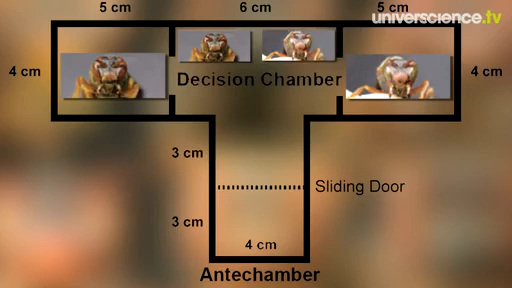 5 cm
6 cm
5 cm
universcience.tv
4 cm
Decision Chamber
4 cm
3 cm
Sliding Door
3 cm
4 cm
Antechamber